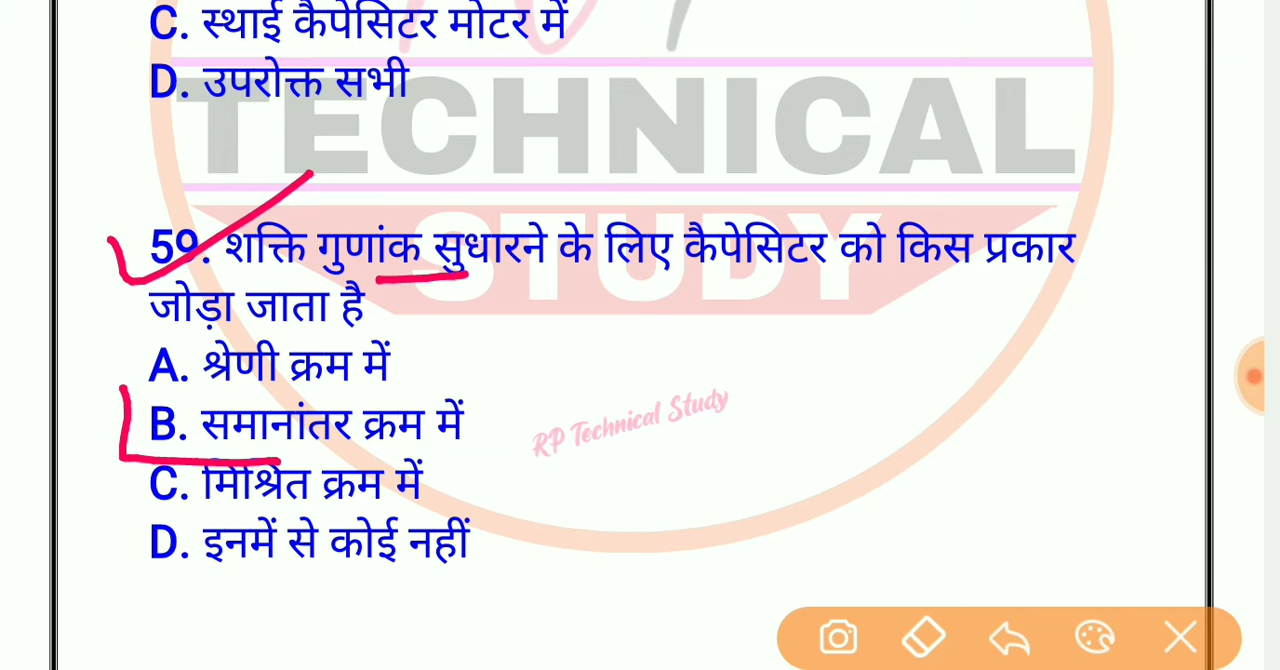 C. स्थाई कैपेसिटर मोटर में
D. उपरोक्त सभी
TECHNICAL
59. शक्ति गुणांक सुधारने के लिए कैपेसिटर को किस प्रकार
STUDY
जोड़ा जाता है
A. श्रेणी क्रम में
B. समानांतर क्रम में
RP Technical Study
C. मिश्रित क्रम में
D. इनमें से कोई नहीं